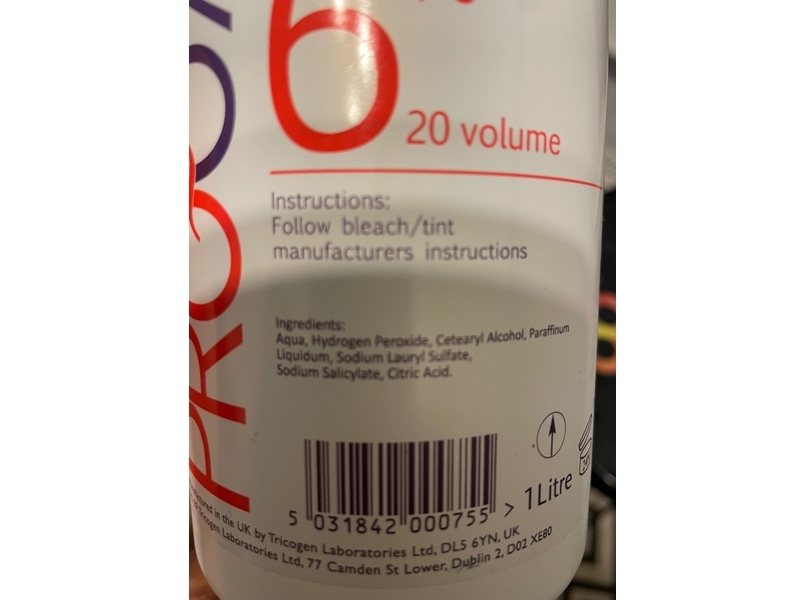 6
20 volume
Instructions:
Follow bleach/tint
manufacturers instructions
Ingredients:
Aqua, Hydrogen Peroxide, Cetearyl Alcohol, Paraffinum
Liquidum, Sodium Lauryl Sulfate,
Sodium Salicylate, Citric Acid.
5 031842 000755 >
1 Litre
in the UK by Tricogen Laboratories Ltd, DL5 6YN, UK
Tricogen Laboratories Ltd, 77 Camden St Lower, Dublin 2, D02 XE80